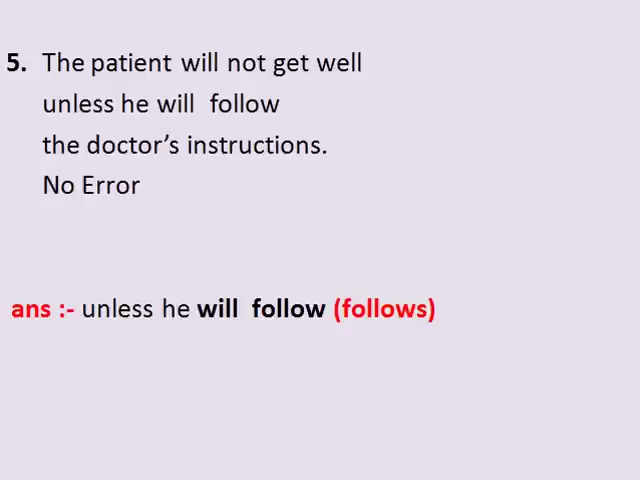 5. The patient will not get well
unless he will follow
the doctor’s instructions.
No Error
ans :- unless he will follow (follows)